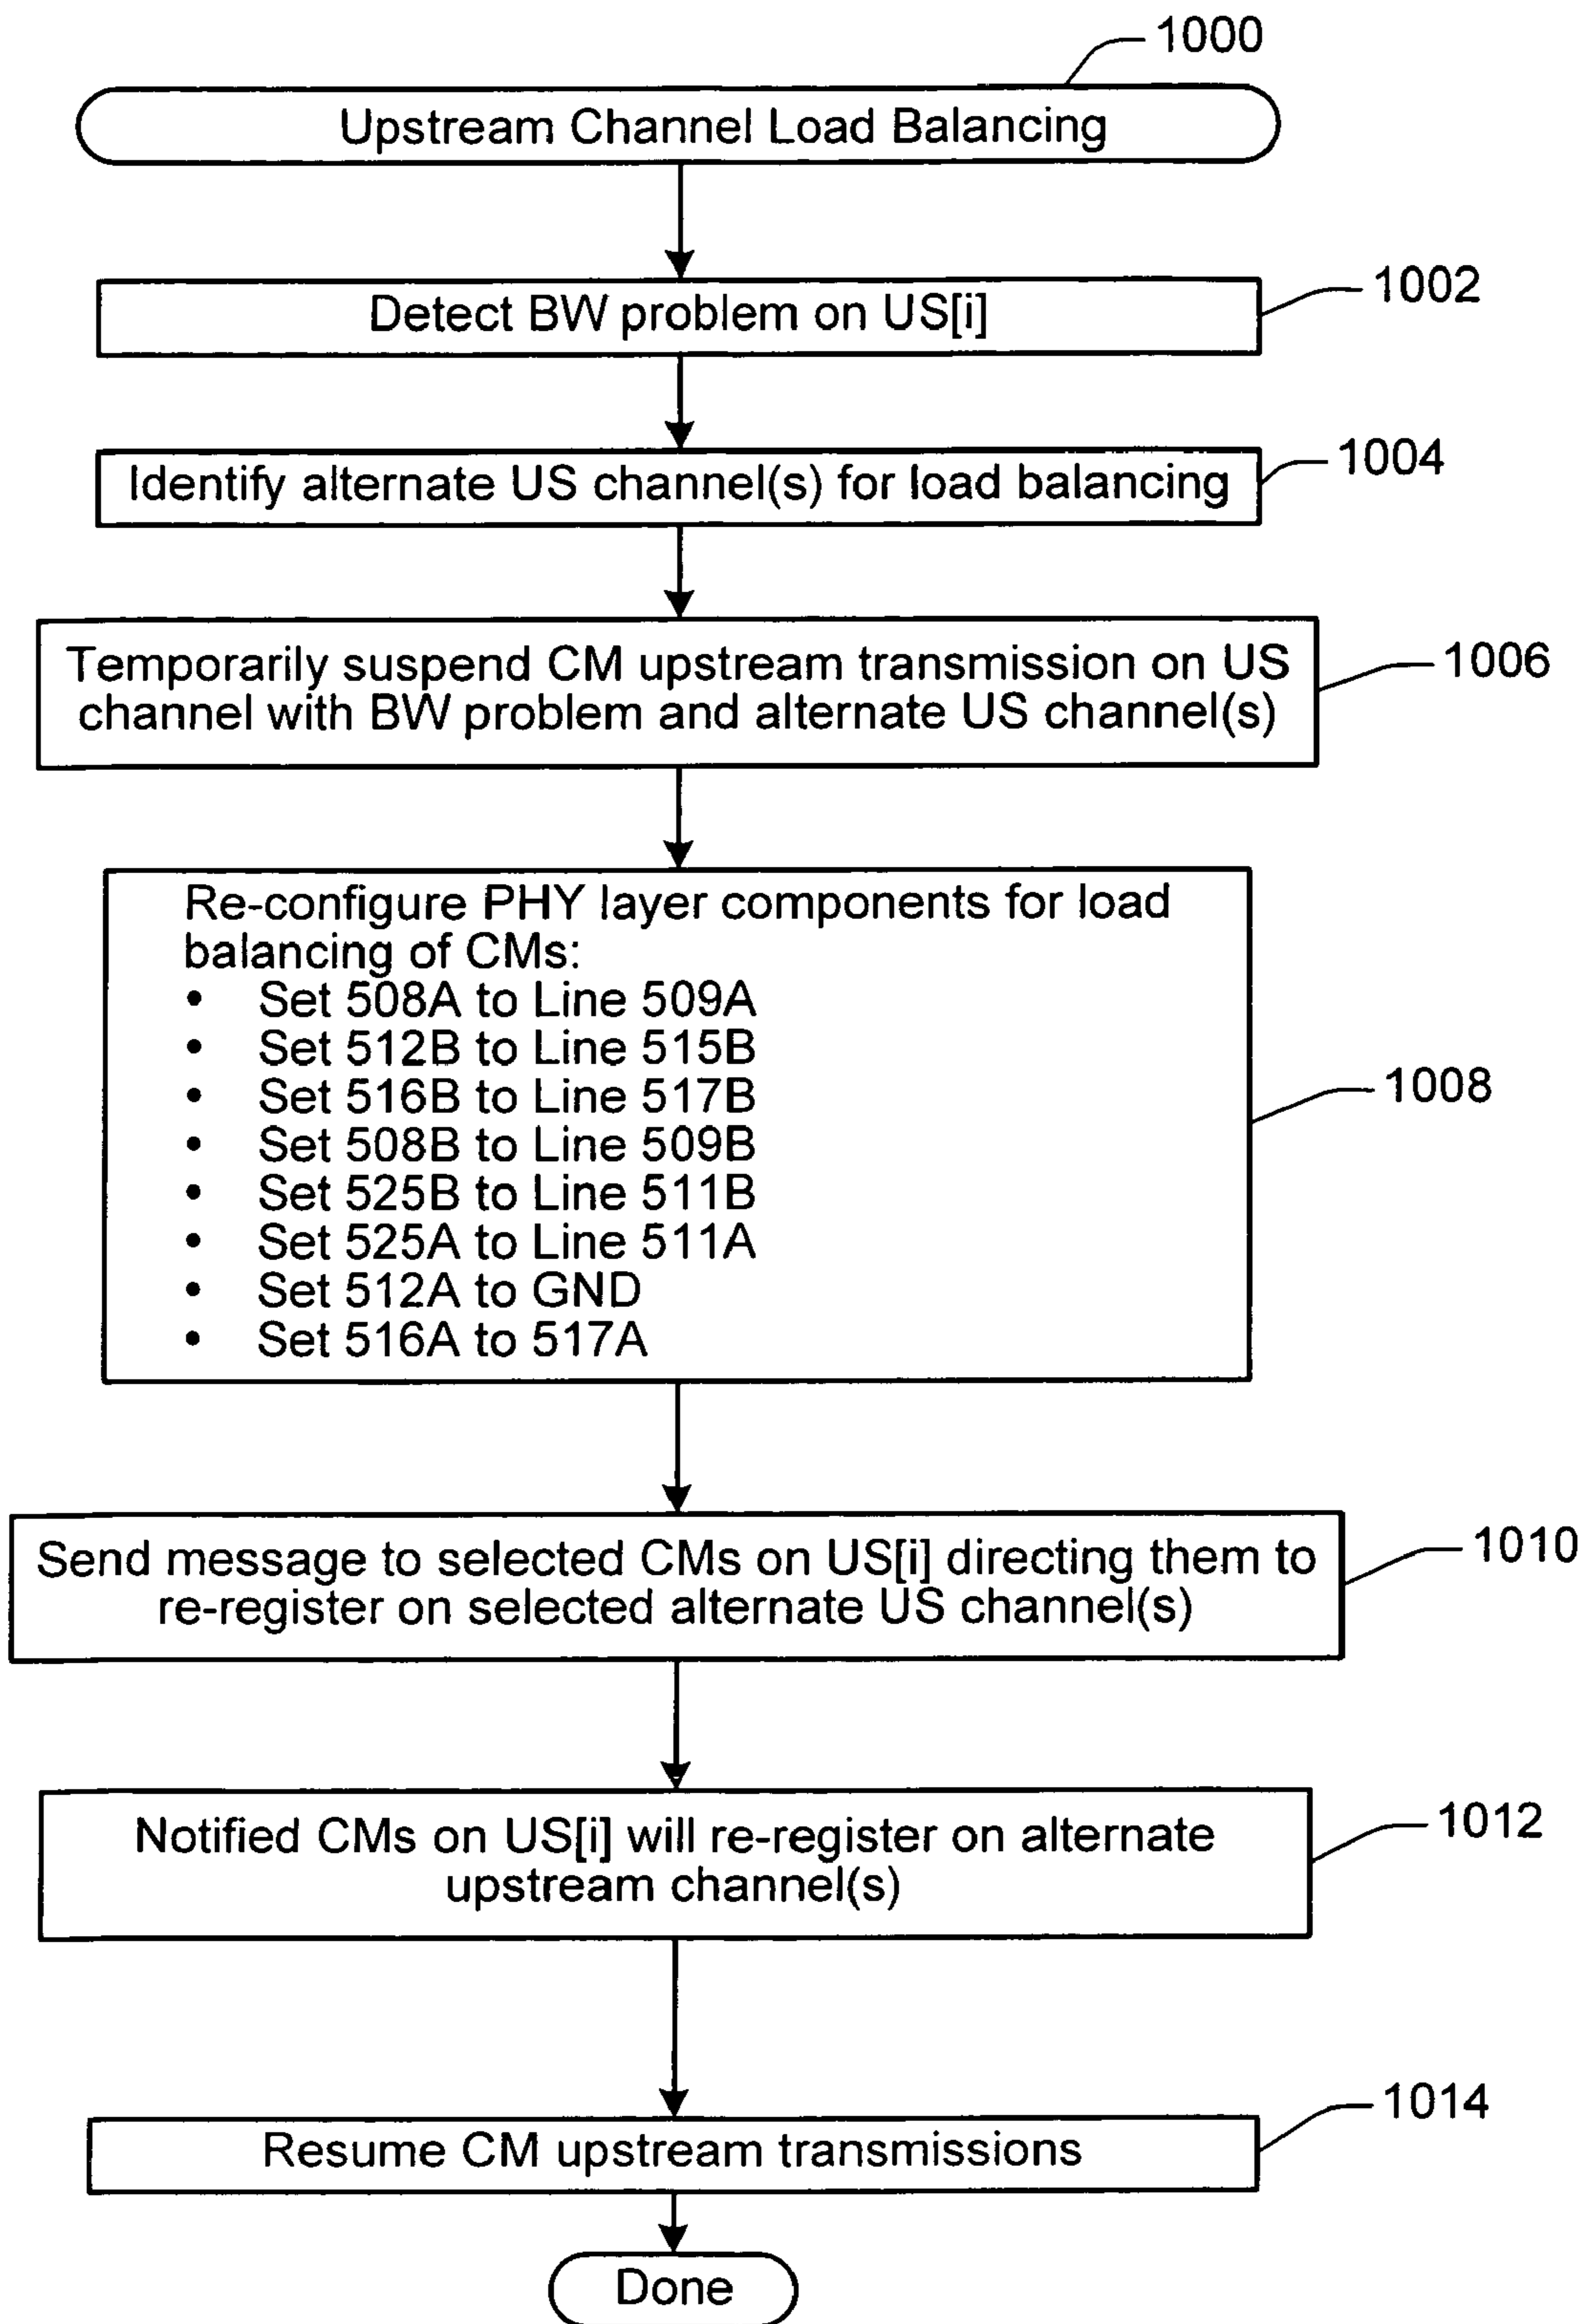 1000
Upstream Channel Load Balancing
1002
Detect BW problem on US[i]
1004
Identify alternate US channel(s) for load balancing
1006
Temporarily suspend CM upstream transmission on US
channel with BW problem and alternate US channel(s)
Re-configure PHY layer components for load
balancing of CMs:
• Set 508A to Line 509A
• Set 512B to Line 515B
• Set 516B to Line 517B
1008
• Set 508B to Line 509B
• Set 525B to Line 511B
• Set 525A to Line 511A
• Set 512A to GND
• Set 516A to 517A
1010
Send message to selected CMs on US[i] directing them to
re-register on selected alternate US channel(s)
1012
Notified CMs on US[i] will re-register on alternate
upstream channel(s)
1014
Resume CM upstream transmissions
Done